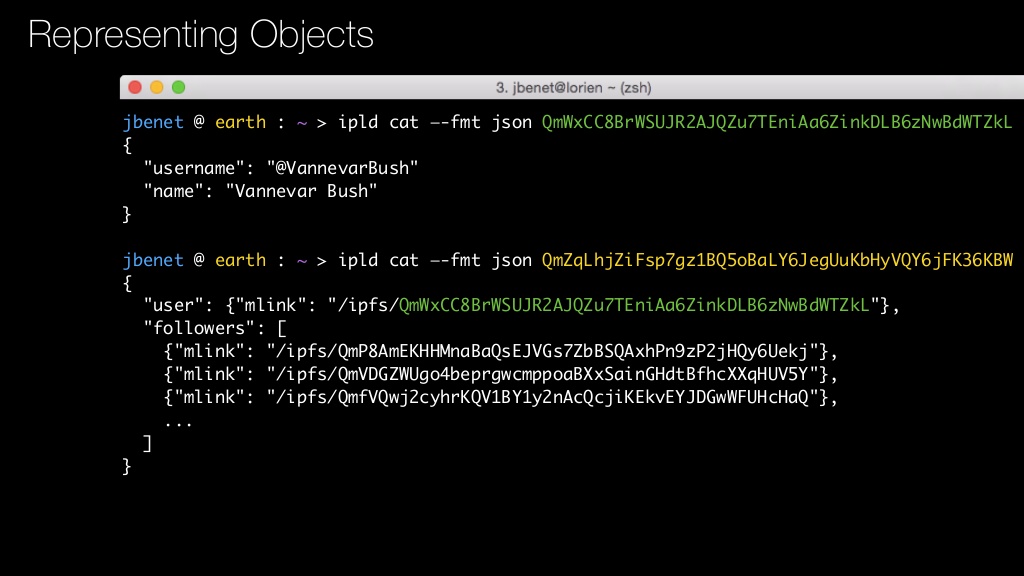 Representing Objects
3. jbenet@lorien ~ (zsh)
jbenet @ earth : ~ > ipld cat --fmt json QmWxCC8BrWSUJR2AJQZu7TEniAa6ZinkDLB6zNwBdWTZkL
{
"username": "@VannevarBush"
"name": "Vannevar Bush"
}
jbenet @ earth : ~ > ipld cat --fmt json QmZqLhjZiFsp7gz1BQ5oBaLY6JegUuKbHyVQY6jFK36KBW
{
"user": {"mlink": "/ipfs/QmWxCC8BrWSUJR2AJQZu7TEniAa6ZinkDLB6zNwBdWTZkL"},
"followers": [
{"mlink": "/ipfs/QmP8AmEKHHMnaBaQsEJVGs7ZbBSQAxhPn9zP2jHQy6Uekj"},
{"mlink": "/ipfs/QmVDGZWUgo4beprgwcmppoaBXxSainGHdtBfhcXXqHUV5Y"},
{"mlink": "/ipfs/QmfVQwj2cyhrKQV1BY1y2nAcQcjiKEkvEYJDGwWFUHcHaQ"},
...
]
}